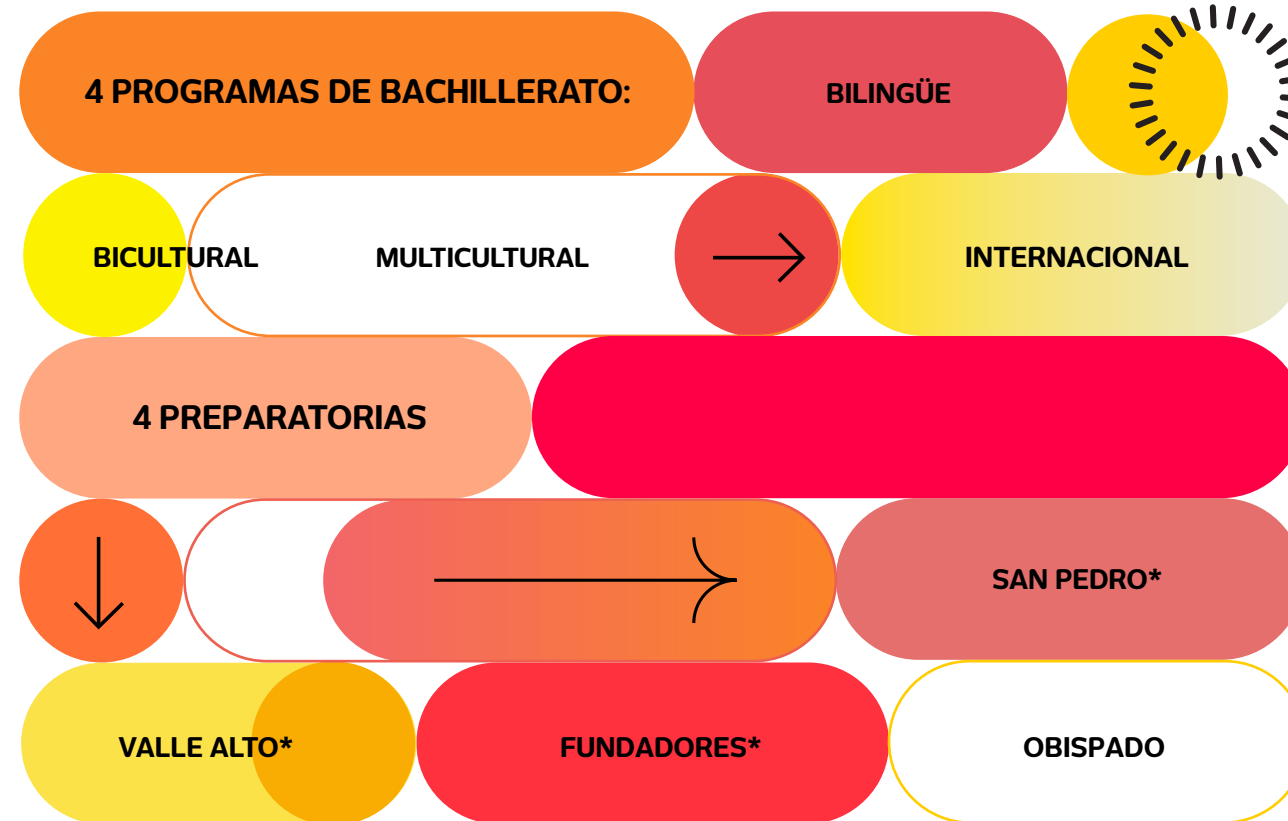 4 PROGRAMAS DE BACHILLERATO:
BILINGÜE
BICULTURAL
MULTICULTURAL
INTERNACIONAL
4 PREPARATORIAS
SAN PEDRO*
VALLE ALTO*
FUNDADORES*
OBISPADO